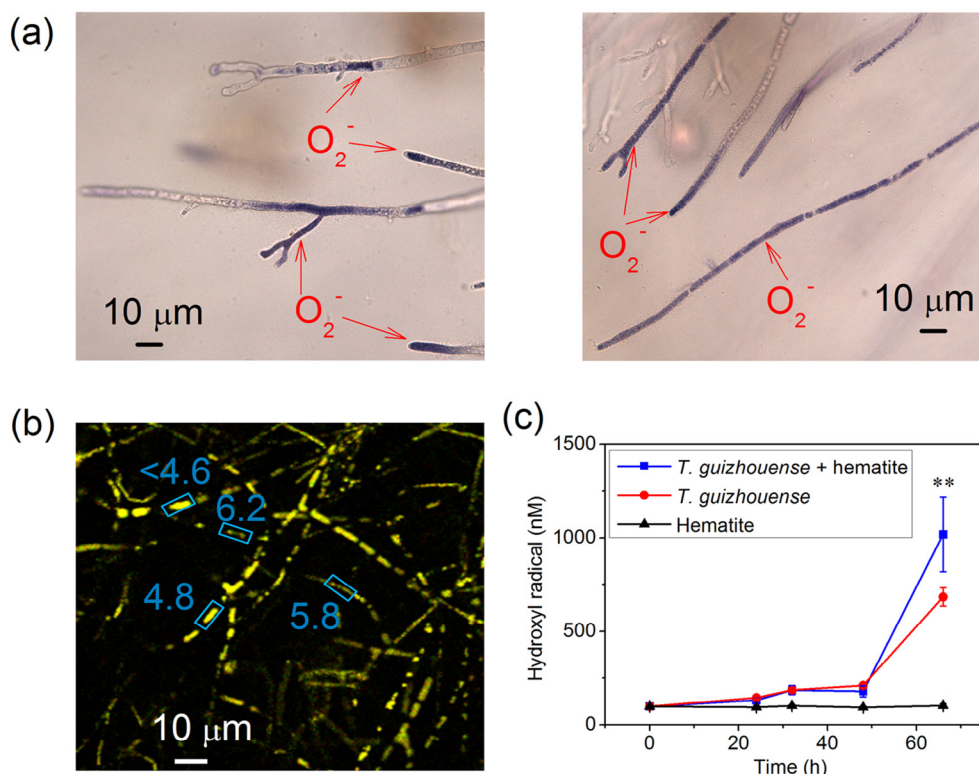 (a)
O₂⁻
O₂⁻
10 μm
O₂⁻
O₂⁻
10 μm
(b)
<4.6
6.2
4.8
5.8
10 μm
(c)
1500
1000
500
0
Hydroxyl radical (nM)
T. guizhouense + hematite
T. guizhouense
Hematite
**
0 20 40 60
Time (h)